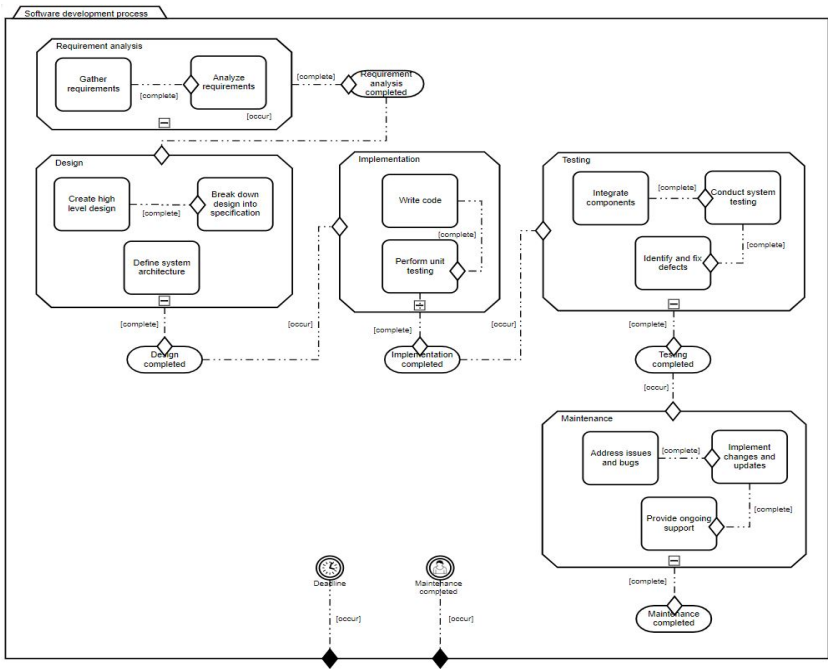 Software development process
Requirement analysis
Gather
requirements
[complete]
Analyze
requirements
[occur]
[complete]
Requirement
analysis
completed
Design
Create high
level design
[complete]
Break down
design into
specification
Define system
architecture
[complete]
Design
completed
[occur]
Implementation
Write code
[complete]
Perform unit
testing
[complete]
Implementation
completed
[occur]
Testing
Integrate
components
[complete]
Conduct system
testing
[complete]
Identify and fix
defects
[complete]
Testing
completed
[occur]
Maintenance
Address issues
and bugs
[complete]
Implement
changes and
updates
[complete]
Provide ongoing
support
[complete]
Maintenance
completed
Deadline
[occur]
Maintenance
completed
[occur]